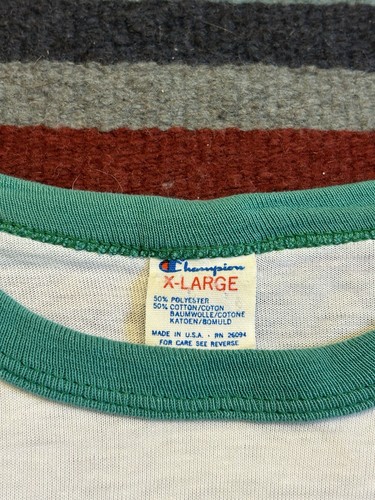 Champion
X-LARGE
50% POLYESTER
50% COTTON/COTON
BAUMWOLLE/COTONE
KATOEN/BOMULD
MADE IN U.S.A. • RN 26094
FOR CARE SEE REVERSE